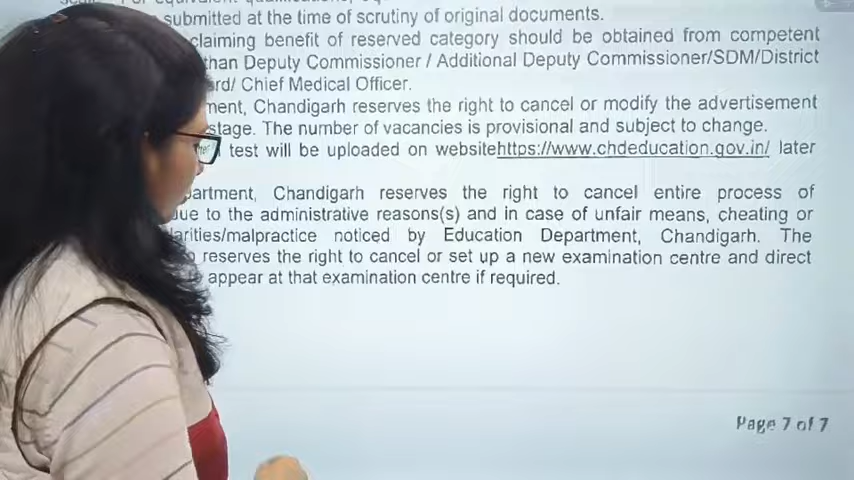 submitted at the time of scrutiny of original documents.
claiming benefit of reserved category should be obtained from competent
than Deputy Commissioner / Additional Deputy Commissioner/SDM/District
rd/ Chief Medical Officer.
ment, Chandigarh reserves the right to cancel or modify the advertisement
stage. The number of vacancies is provisional and subject to change.
test will be uploaded on websitehttps://www.chdeducation.gov.in/ later
partment, Chandigarh reserves the right to cancel entire process of
ue to the administrative reasons(s) and in case of unfair means, cheating or
larities/malpractice noticed by Education Department, Chandigarh. The
reserves the right to cancel or set up a new examination centre and direct
appear at that examination centre if required.
Page 7 of 7